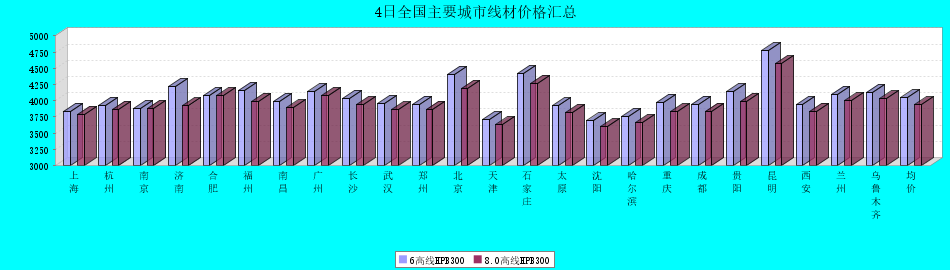 4日全国主要城市线材价格汇总
5000
4750
4500
4250
4000
3750
3500
3250
3000
上海
杭州
南京
济南
合肥
福州
南昌
广州
长沙
武汉
郑州
北京
天津
石家庄
太原
沈阳
哈尔滨
重庆
成都
贵阳
昆明
西安
兰州
乌鲁木齐
均价
6高线HPB300
8.0高线HPB300